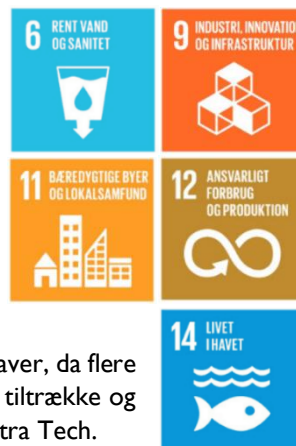 6 RENT VAND
OG SANITET
9 INDUSTRI, INNOVATIO
OG INFRASTRUKTUR
11 BÆREDYGTIGE BYER
OG LOKALSAMFUND
12 ANSVARLIGT
FORBRUG
OG PRODUKTION
14 LIVET
I HAVET
aver, da flere
tiltrække og
tra Tech.